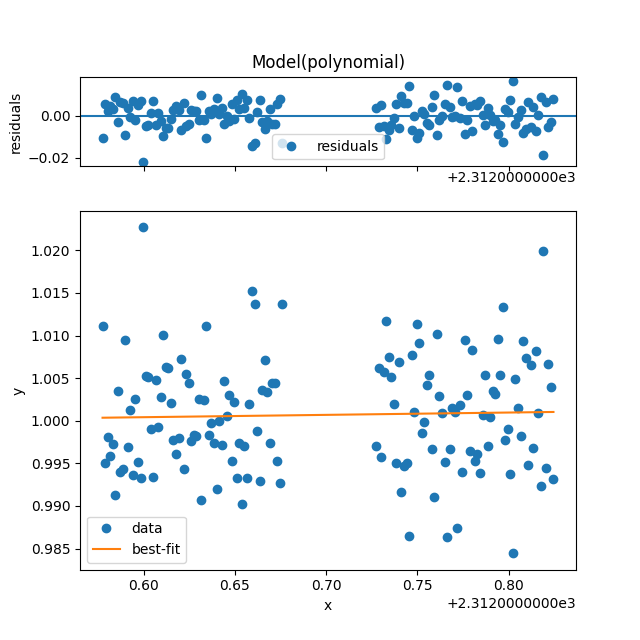 Model(polynomial)
residuals
0.00
−0.02
residuals
+2.3120000000e3
y
1.020
1.015
1.010
1.005
1.000
0.995
0.990
0.985
data
best-fit
0.60
0.65
0.70
0.75
0.80
x
+2.3120000000e3